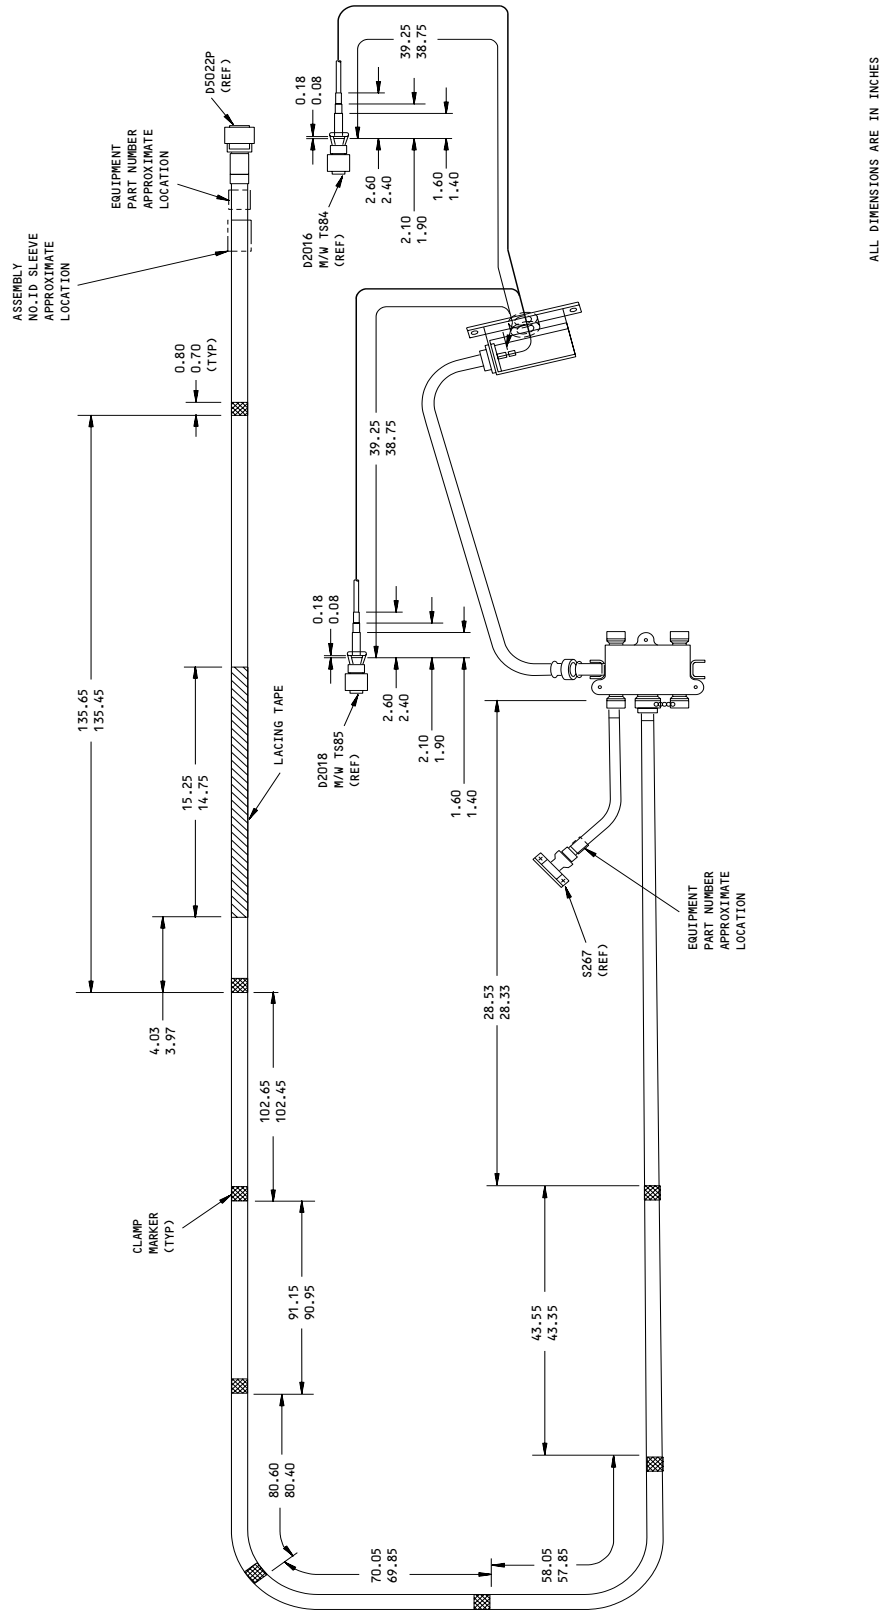 ASSEMBLY
NO.ID SLEEVE
APPROXIMATE
LOCATION
EQUIPMENT
PART NUMBER
APPROXIMATE
LOCATION
D5022P
(REF)
0.80
0.70
(TYP)
135.65
135.45
15.25
14.75
LACING TAPE
4.03
3.97
102.65
102.45
CLAMP
MARKER
(TYP)
91.15
90.95
80.60
80.40
70.05
69.85
58.05
57.85
43.55
43.35
28.53
28.33
0.18
0.08
39.25
38.75
2.60
2.40
2.10
1.90
1.60
1.40
D2016
M/W TS84
(REF)
39.25
38.75
0.18
0.08
2.60
2.40
2.10
1.90
1.60
1.40
D2018
M/W TS85
(REF)
S267
(REF)
EQUIPMENT
PART NUMBER
APPROXIMATE
LOCATION
ALL DIMENSIONS ARE IN INCHES